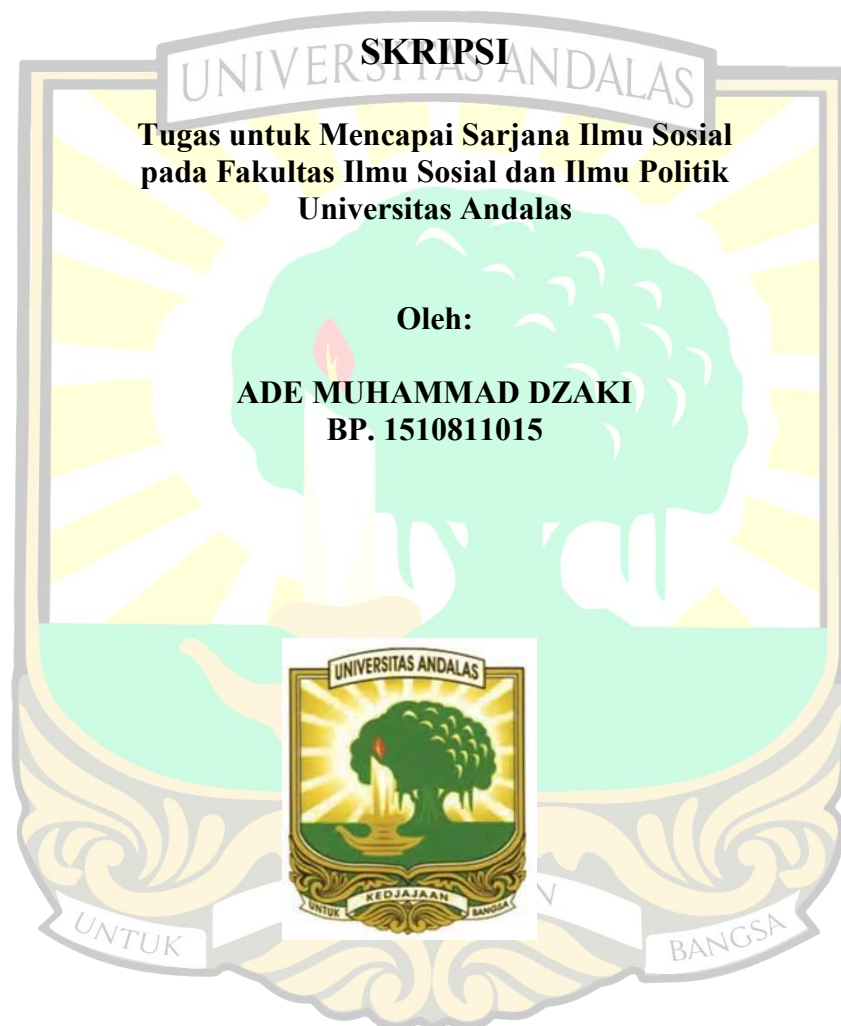 UNIVERSITAS ANDALAS
SKRIPSI
Tugas untuk Mencapai Sarjana Ilmu Sosial
pada Fakultas Ilmu Sosial dan Ilmu Politik
Universitas Andalas
Oleh:
ADE MUHAMMAD DZAKI
BP. 1510811015
UNIVERSITAS ANDALAS
KEDJAJAAN
UNTUK
BANGSA
UNTUK
BANGSA